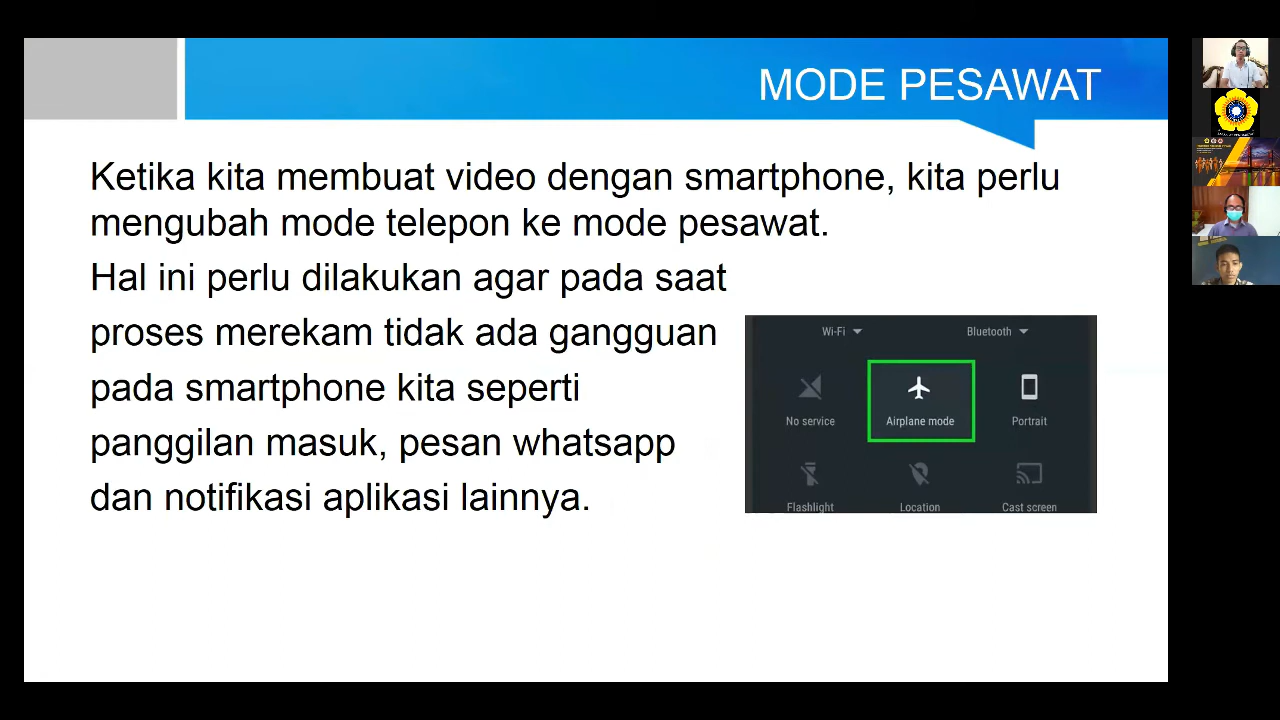 MODE PESAWAT
Ketika kita membuat video dengan smartphone, kita perlu
mengubah mode telepon ke mode pesawat.
Hal ini perlu dilakukan agar pada saat
proses merekam tidak ada gangguan
pada smartphone kita seperti
panggilan masuk, pesan whatsapp
dan notifikasi aplikasi lainnya.
Wi-Fi Bluetooth
No service Airplane mode Portrait
Flashlight Location Cast screen